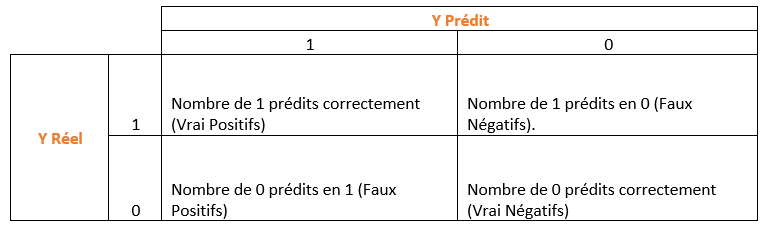 Y Prédit
1 0
Nombre de 1 prédits correctement
(Vrai Positifs)
Nombre de 1 prédits en 0 (Faux
Négatifs).
Y Réel
1
Nombre de 0 prédits en 1 (Faux
Positifs)
Nombre de 0 prédits correctement
(Vrai Négatifs)
0